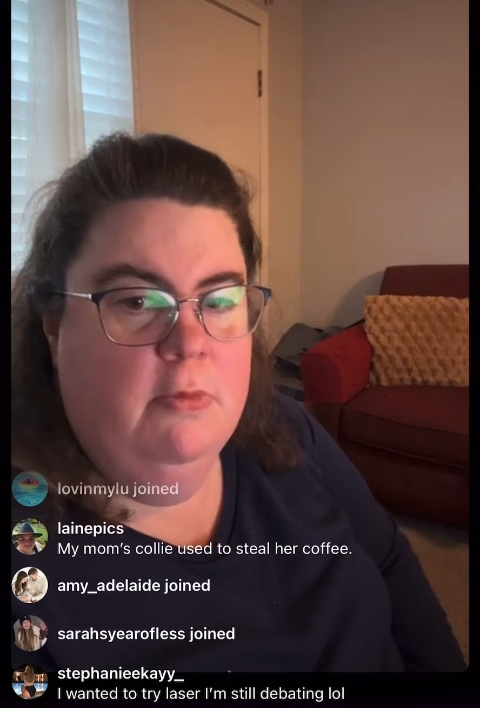 lovinmylu joined
lainepics
My mom's collie used to steal her coffee.
amy_adelaide joined
sarahsyearofless joined
stephanieekayy_
I wanted to try laser I'm still debating lol